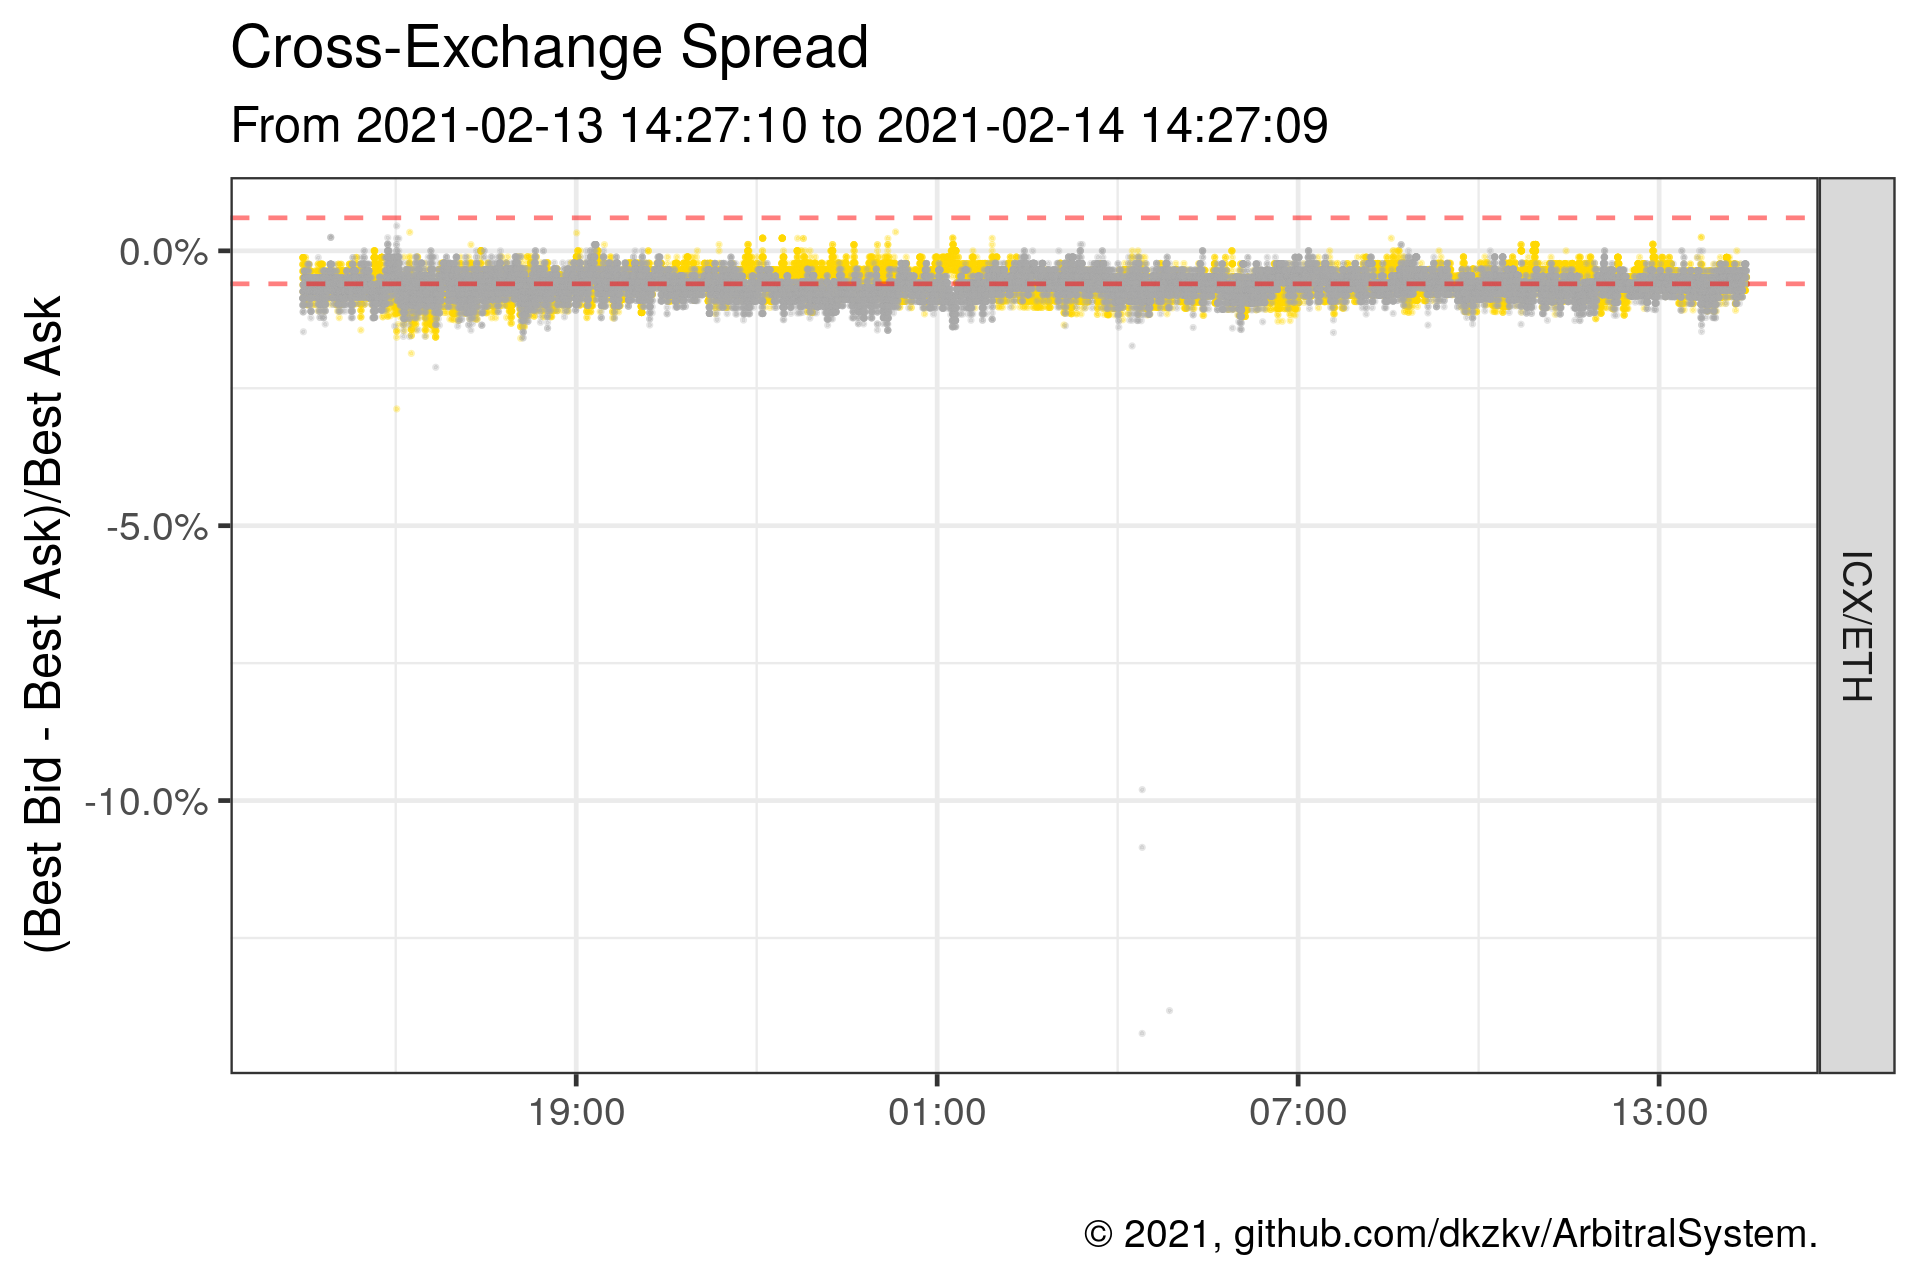 Cross-Exchange Spread
From 2021-02-13 14:27:10 to 2021-02-14 14:27:09
(Best Bid - Best Ask)/Best Ask
0.0%
-5.0%
-10.0%
ICX/ETH
19:00
01:00
07:00
13:00
© 2021, github.com/dkzkv/ArbitralSystem.